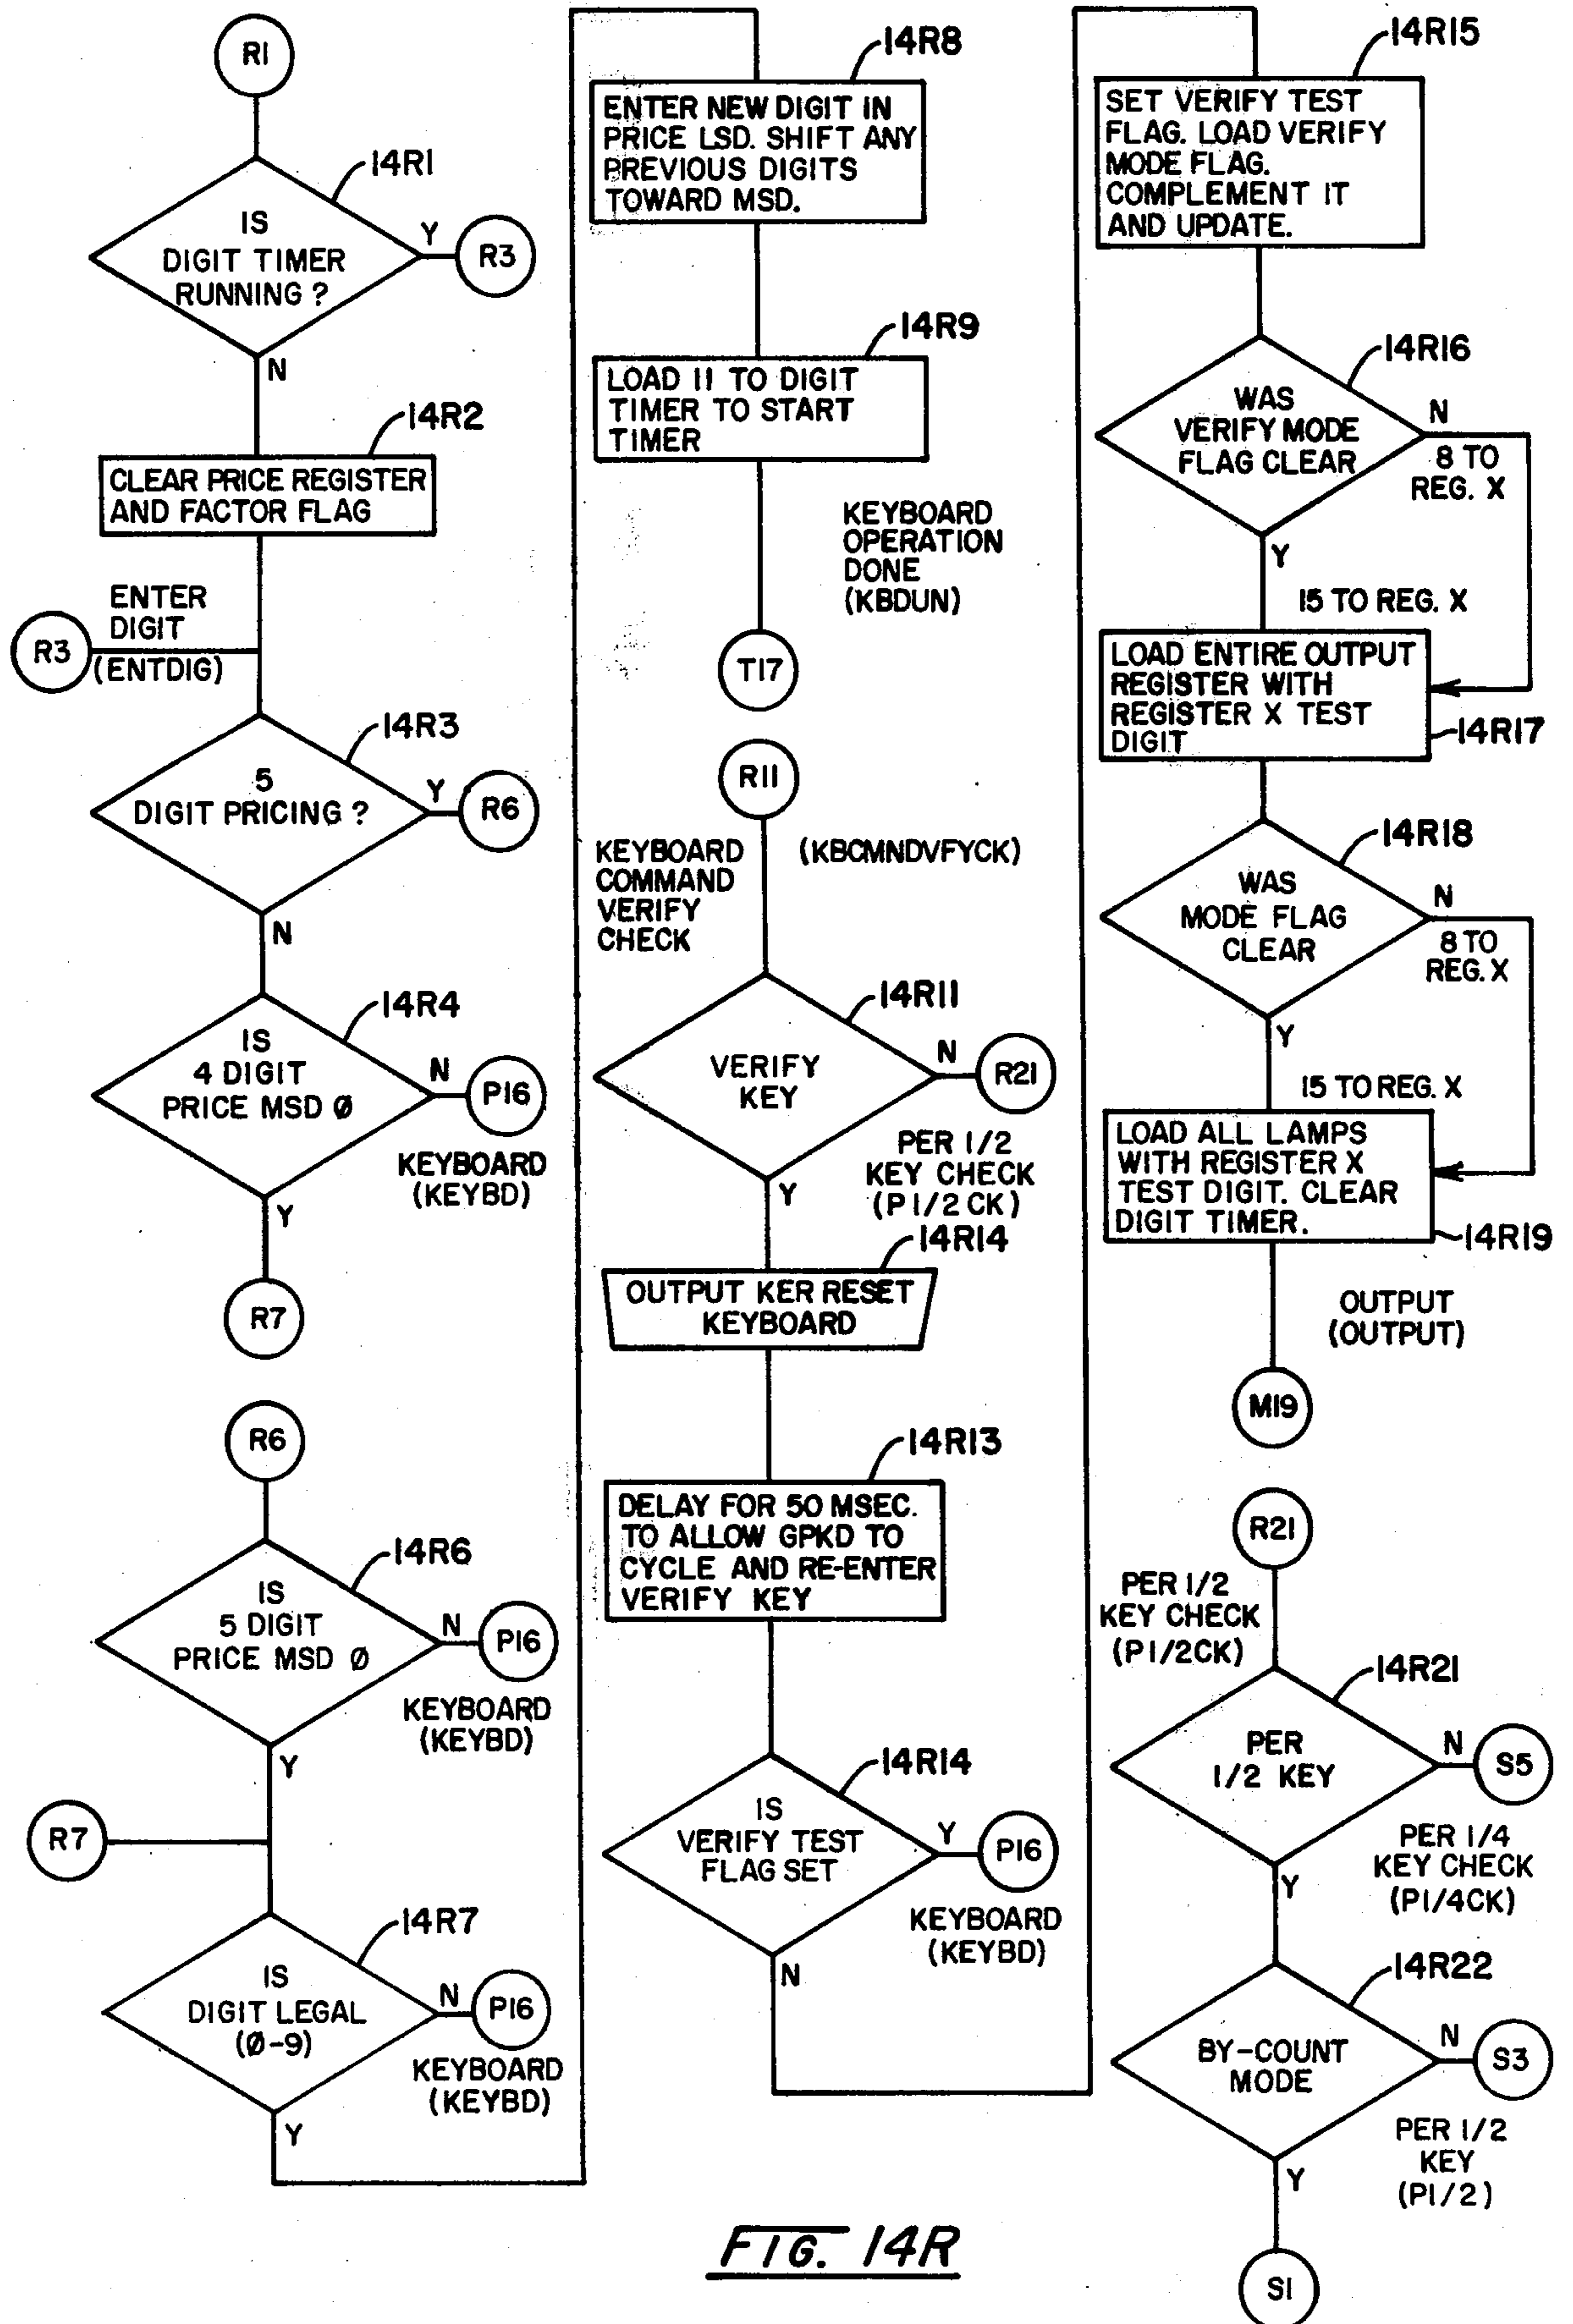 R1
14R1
IS
DIGIT TIMER
RUNNING ?
Y
R3
N
14R2
CLEAR PRICE REGISTER
AND FACTOR FLAG
ENTER
DIGIT
R3
(ENTDIG)
14R3
5
DIGIT PRICING ?
Y
R6
N
14R4
IS
4 DIGIT
PRICE MSD Ø
N
P16
KEYBOARD
(KEYBD)
Y
R7
R6
14R6
IS
5 DIGIT
PRICE MSD Ø
N
P16
KEYBOARD
(KEYBD)
Y
R7
14R7
IS
DIGIT LEGAL
(Ø-9)
N
P16
KEYBOARD
(KEYBD)
Y
14R8
ENTER NEW DIGIT IN
PRICE LSD. SHIFT ANY
PREVIOUS DIGITS
TOWARD MSD.
14R9
LOAD 11 TO DIGIT
TIMER TO START
TIMER
KEYBOARD
OPERATION
DONE
(KBDUN)
T17
R11
KEYBOARD
COMMAND
VERIFY
CHECK
(KBCMNDVFYCK)
14R11
VERIFY
KEY
N
R21
PER 1/2
KEY CHECK
(P1/2 CK)
Y
14R14
OUTPUT KER RESET
KEYBOARD
14R13
DELAY FOR 50 MSEC.
TO ALLOW GPKD TO
CYCLE AND RE-ENTER
VERIFY KEY
14R14
IS
VERIFY TEST
FLAG SET
Y
P16
KEYBOARD
(KEYBD)
N
14R15
SET VERIFY TEST
FLAG. LOAD VERIFY
MODE FLAG.
COMPLEMENT IT
AND UPDATE.
14R16
WAS
VERIFY MODE
FLAG CLEAR
N
8 TO
REG. X
Y
15 TO REG. X
LOAD ENTIRE OUTPUT
REGISTER WITH
REGISTER X TEST
DIGIT
14R17
14R18
WAS
MODE FLAG
CLEAR
N
8 TO
REG. X
Y
15 TO REG. X
LOAD ALL LAMPS
WITH REGISTER X
TEST DIGIT. CLEAR
DIGIT TIMER.
14R19
OUTPUT
(OUTPUT)
M19
R21
PER 1/2
KEY CHECK
(P1/2CK)
14R21
PER
1/2 KEY
N
S5
PER 1/4
KEY CHECK
(P1/4CK)
Y
14R22
BY-COUNT
MODE
N
S3
PER 1/2
KEY
(P1/2)
Y
S1
FIG. 14R